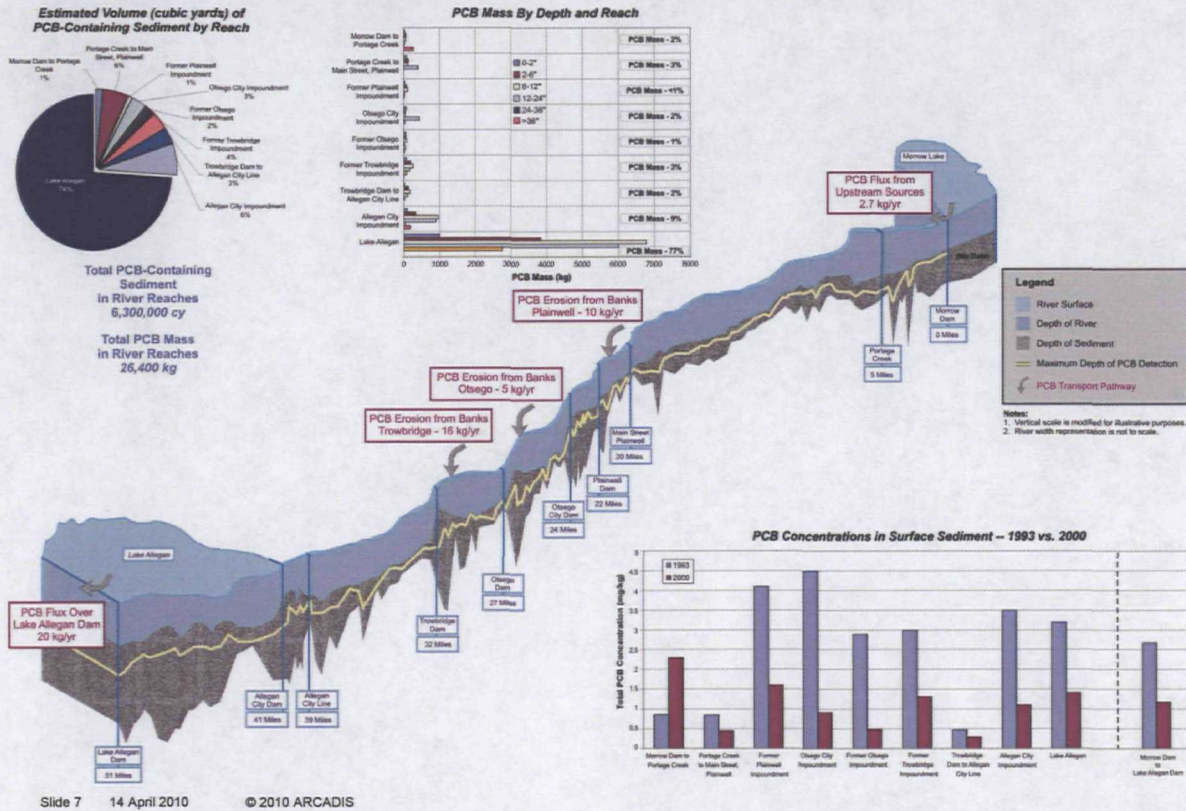 Estimated Volume (cubic yards) of
PCB-Containing Sediment by Reach
Portage Creek to Main
Street, Plainwell
6%
Morrow Dam to Portage
Creek
1%
Former Plainwell
Impoundment
1%
Otsego City Impoundment
3%
Former Otsego
Impoundment
2%
Former Trowbridge
Impoundment
4%
Trowbridge Dam to
Allegan City Line
3%
Allegan City Impoundment
6%
Lake Allegan
74%
Total PCB-Containing
Sediment
in River Reaches
6,300,000 cy
Total PCB Mass
in River Reaches
26,400 kg
PCB Mass By Depth and Reach
Morrow Dam to
Portage Creek
PCB Mass - 2%
Portage Creek to
Main Street, Plainwell
PCB Mass - 3%
Former Plainwell
Impoundment
PCB Mass - <1%
Otsego City
Impoundment
PCB Mass - 2%
Former Otsego
Impoundment
PCB Mass - 1%
Former Trowbridge
Impoundment
PCB Mass - 3%
Trowbridge Dam to
Allegan City Line
PCB Mass - 2%
Allegan City
Impoundment
PCB Mass - 9%
Lake Allegan
PCB Mass - 77%
0-2"
2-6"
6-12"
12-24"
24-36"
>36"
0 1000 2000 3000 4000 5000 6000 7000 8000
PCB Mass (kg)
Morrow Lake
PCB Flux from
Upstream Sources
2.7 kg/yr
PCB Erosion from Banks
Plainwell - 10 kg/yr
PCB Erosion from Banks
Otsego - 5 kg/yr
PCB Erosion from Banks
Trowbridge - 16 kg/yr
Lake Allegan
PCB Flux Over
Lake Allegan Dam
20 kg/yr
Morrow
Dam
0 Miles
Portage
Creek
5 Miles
Main Street
Plainwell
20 Miles
Plainwell
Dam
22 Miles
Otsego
City Dam
24 Miles
Otsego
Dam
27 Miles
Trowbridge
Dam
32 Miles
Allegan
City Line
39 Miles
Allegan
City Dam
41 Miles
Lake Allegan
Dam
51 Miles
Legend
River Surface
Depth of River
Depth of Sediment
Maximum Depth of PCB Detection
PCB Transport Pathway
Notes:
1. Vertical scale is modified for illustrative purposes.
2. River width representation is not to scale.
PCB Concentrations in Surface Sediment -- 1993 vs. 2000
1993
2000
Total PCB Concentration (mg/kg)
5
4.5
4
3.5
3
2.5
2
1.5
1
0.5
0
Morrow Dam to
Portage Creek
Portage Creek
to Main Street,
Plainwell
Former
Plainwell
Impoundment
Otsego City
Impoundment
Former Otsego
Impoundment
Former
Trowbridge
Impoundment
Trowbridge
Dam to Allegan
City Line
Allegan City
Impoundment
Lake Allegan
Morrow Dam
to
Lake Allegan Dam
Slide 7 14 April 2010 © 2010 ARCADIS